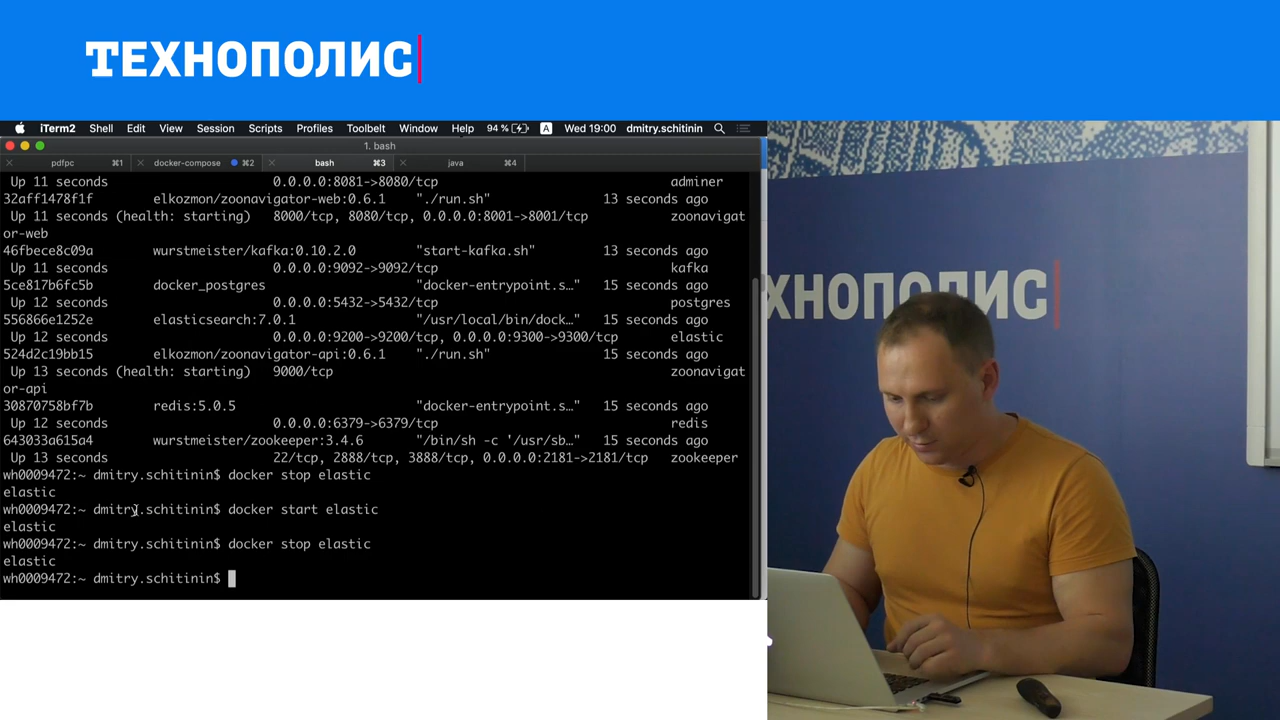 ТЕХНОПОЛИС
iTerm2 Shell Edit View Session Scripts Profiles Toolbelt Window Help 94 % A Wed 19:00 dmitry.schitinin
1. bash
pdfpc ⌘1 docker-compose ⌘2 bash ⌘3 java ⌘4
Up 11 seconds 0.0.0.0:8081->8080/tcp adminer
32aff1478f1f elkozmon/zoonavigator-web:0.6.1 "./run.sh" 13 seconds ago
Up 11 seconds (health: starting) 8000/tcp, 8080/tcp, 0.0.0.0:8001->8001/tcp zoonavigat
or-web
46fbece8c09a wurstmeister/kafka:0.10.2.0 "start-kafka.sh" 13 seconds ago
Up 11 seconds 0.0.0.0:9092->9092/tcp kafka
5ce817b6fc5b docker_postgres "docker-entrypoint.s…" 15 seconds ago
Up 12 seconds 0.0.0.0:5432->5432/tcp postgres
556866e1252e elasticsearch:7.0.1 "/usr/local/bin/dock…" 15 seconds ago
Up 12 seconds 0.0.0.0:9200->9200/tcp, 0.0.0.0:9300->9300/tcp elastic
524d2c19bb15 elkozmon/zoonavigator-api:0.6.1 "./run.sh" 15 seconds ago
Up 13 seconds (health: starting) 9000/tcp zoonavigat
or-api
30870758bf7b redis:5.0.5 "docker-entrypoint.s…" 15 seconds ago
Up 12 seconds 0.0.0.0:6379->6379/tcp redis
643033a615a4 wurstmeister/zookeeper:3.4.6 "/bin/sh -c '/usr/sb…" 15 seconds ago
Up 13 seconds 22/tcp, 2888/tcp, 3888/tcp, 0.0.0.0:2181->2181/tcp zookeeper
wh0009472:~ dmitry.schitinin$ docker stop elastic
elastic
wh0009472:~ dmitry.schitinin$ docker start elastic
elastic
wh0009472:~ dmitry.schitinin$ docker stop elastic
elastic
wh0009472:~ dmitry.schitinin$
ХНОПОЛИС